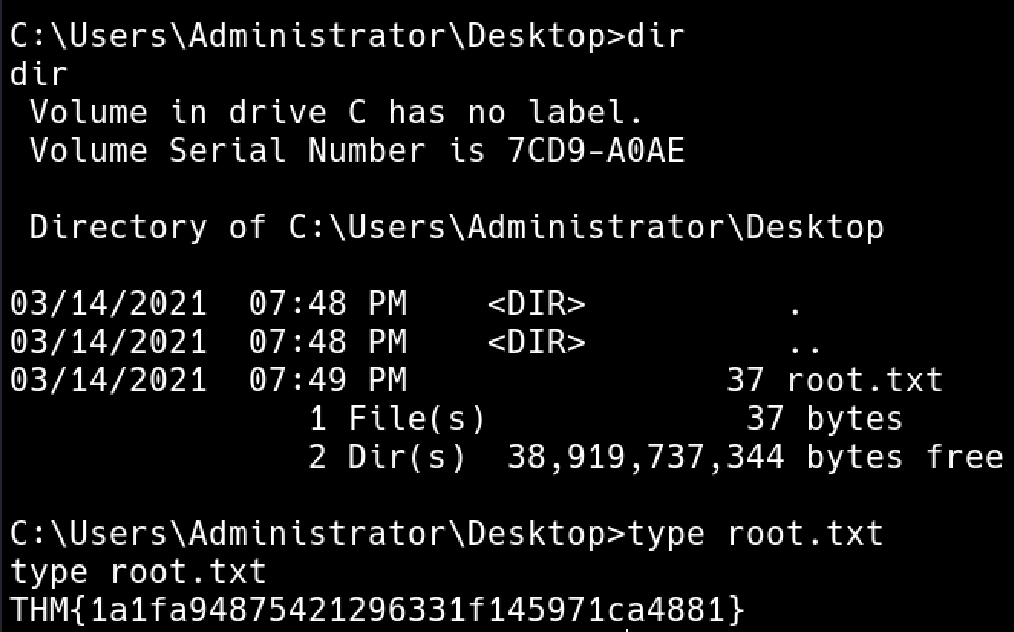 C:\Users\Administrator\Desktop>dir
dir
 Volume in drive C has no label.
 Volume Serial Number is 7CD9-A0AE

 Directory of C:\Users\Administrator\Desktop

03/14/2021  07:48 PM    <DIR>          .
03/14/2021  07:48 PM    <DIR>          ..
03/14/2021  07:49 PM                37 root.txt
               1 File(s)             37 bytes
               2 Dir(s)  38,919,737,344 bytes free

C:\Users\Administrator\Desktop>type root.txt
type root.txt
THM{1a1fa94875421296331f145971ca4881}